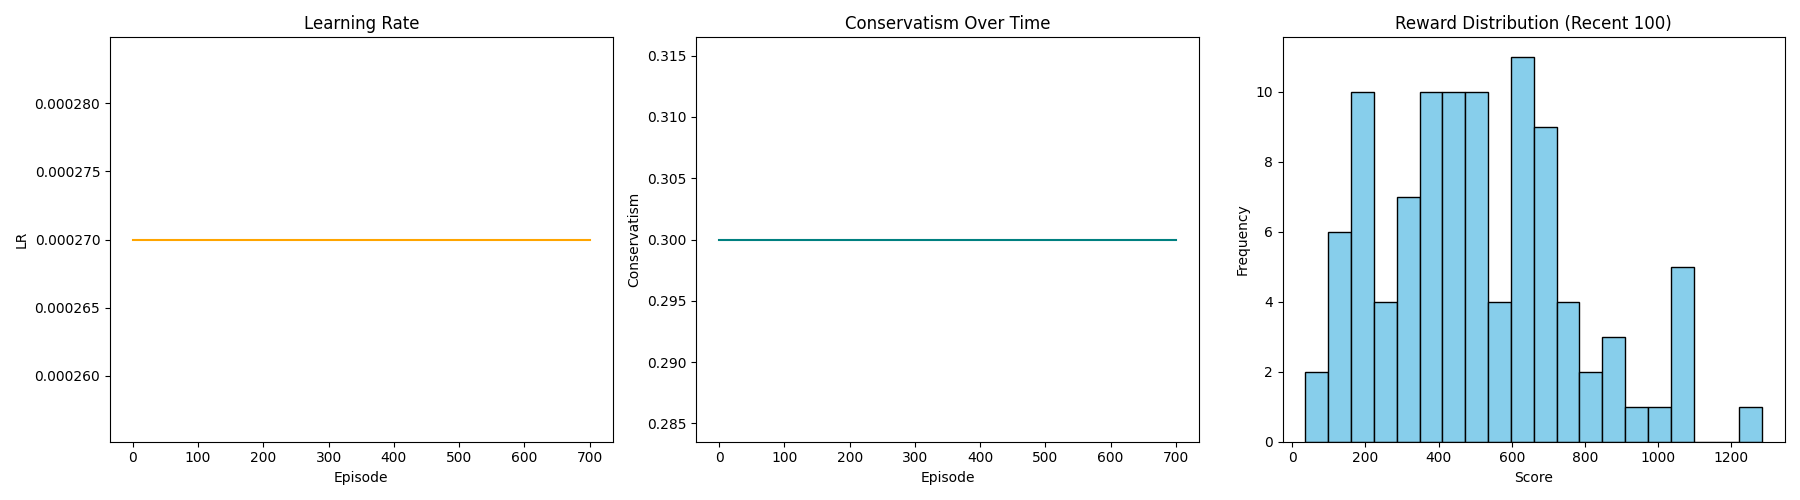 Learning Rate
LR
0.000280
0.000275
0.000270
0.000265
0.000260
0 100 200 300 400 500 600 700
Episode
Conservatism Over Time
Conservatism
0.315
0.310
0.305
0.300
0.295
0.290
0.285
0 100 200 300 400 500 600 700
Episode
Reward Distribution (Recent 100)
Frequency
10
8
6
4
2
0
0 200 400 600 800 1000 1200
Score